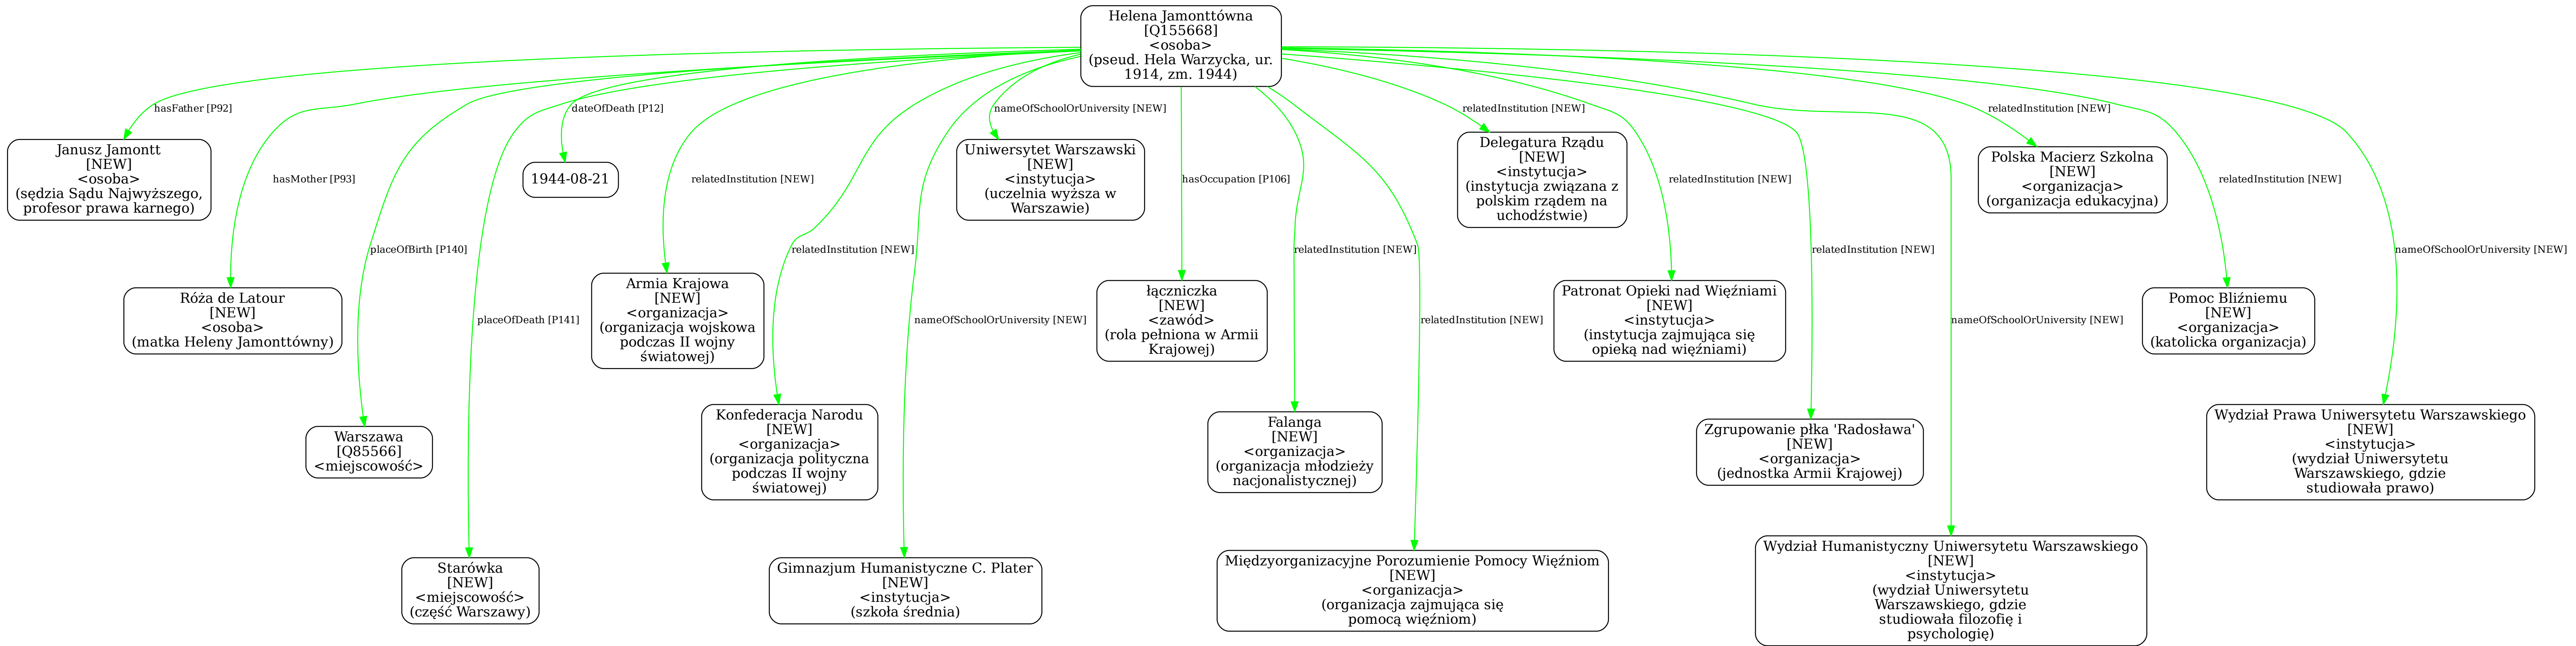 Helena Jamonttówna
[Q155668]
<osoba>
(pseud. Hela Warzycka, ur.
1914, zm. 1944)
hasFather [P92]
dateOfDeath [P12]
nameOfSchoolOrUniversity [NEW]
relatedInstitution [NEW]
relatedInstitution [NEW]
Janusz Jamontt
[NEW]
<osoba>
(sędzia Sądu Najwyższego,
profesor prawa karnego)
hasMother [P93]
1944-08-21
relatedInstitution [NEW]
Uniwersytet Warszawski
[NEW]
<instytucja>
(uczelnia wyższa w
Warszawie)
hasOccupation [P106]
Delegatura Rządu
[NEW]
<instytucja>
(instytucja związana z
polskim rządem na
uchodźstwie)
relatedInstitution [NEW]
Polska Macierz Szkolna
[NEW]
<organizacja>
(organizacja edukacyjna)
relatedInstitution [NEW]
placeOfBirth [P140]
relatedInstitution [NEW]
relatedInstitution [NEW]
relatedInstitution [NEW]
nameOfSchoolOrUniversity [NEW]
Róża de Latour
[NEW]
<osoba>
(matka Heleny Jamonttówny)
placeOfDeath [P141]
Armia Krajowa
[NEW]
<organizacja>
(organizacja wojskowa
podczas II wojny
światowej)
nameOfSchoolOrUniversity [NEW]
łączniczka
[NEW]
<zawód>
(rola pełniona w Armii
Krajowej)
relatedInstitution [NEW]
Patronat Opieki nad Więźniami
[NEW]
<instytucja>
(instytucja zajmująca się
opieką nad więźniami)
nameOfSchoolOrUniversity [NEW]
Pomoc Bliźniemu
[NEW]
<organizacja>
(katolicka organizacja)
Warszawa
[Q85566]
<miejscowość>
Konfederacja Narodu
[NEW]
<organizacja>
(organizacja polityczna
podczas II wojny
światowej)
Falanga
[NEW]
<organizacja>
(organizacja młodzieży
nacjonalistycznej)
Zgrupowanie płka 'Radosława'
[NEW]
<organizacja>
(jednostka Armii Krajowej)
Wydział Prawa Uniwersytetu Warszawskiego
[NEW]
<instytucja>
(wydział Uniwersytetu
Warszawskiego, gdzie
studiowała prawo)
Starówka
[NEW]
<miejscowość>
(część Warszawy)
Gimnazjum Humanistyczne C. Plater
[NEW]
<instytucja>
(szkoła średnia)
Międzyorganizacyjne Porozumienie Pomocy Więźniom
[NEW]
<organizacja>
(organizacja zajmująca się
pomocą więźniom)
Wydział Humanistyczny Uniwersytetu Warszawskiego
[NEW]
<instytucja>
(wydział Uniwersytetu
Warszawskiego, gdzie
studiowała filozofię i
psychologię)